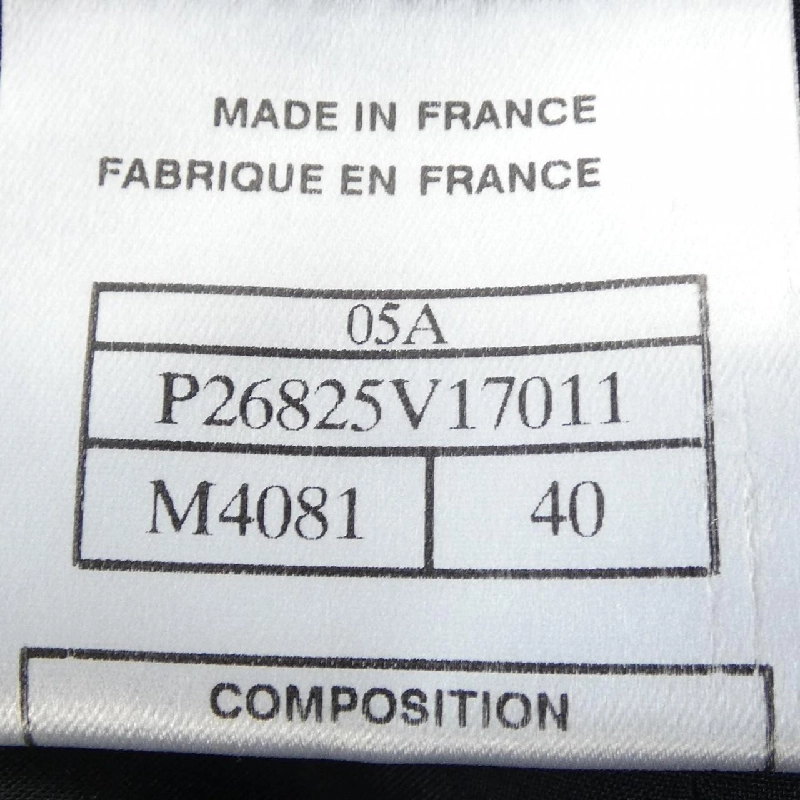 MADE IN FRANCE
FABRIQUE EN FRANCE
05A
P26825V17011
M4081 40
COMPOSITION